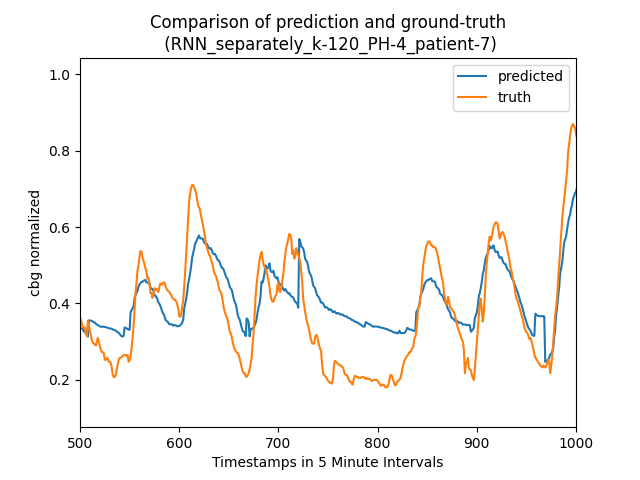 Comparison of prediction and ground-truth
(RNN_separately_k-120_PH-4_patient-7)
predicted
truth
cbg normalized
1.0
0.8
0.6
0.4
0.2
500
600
700
800
900
1000
Timestamps in 5 Minute Intervals